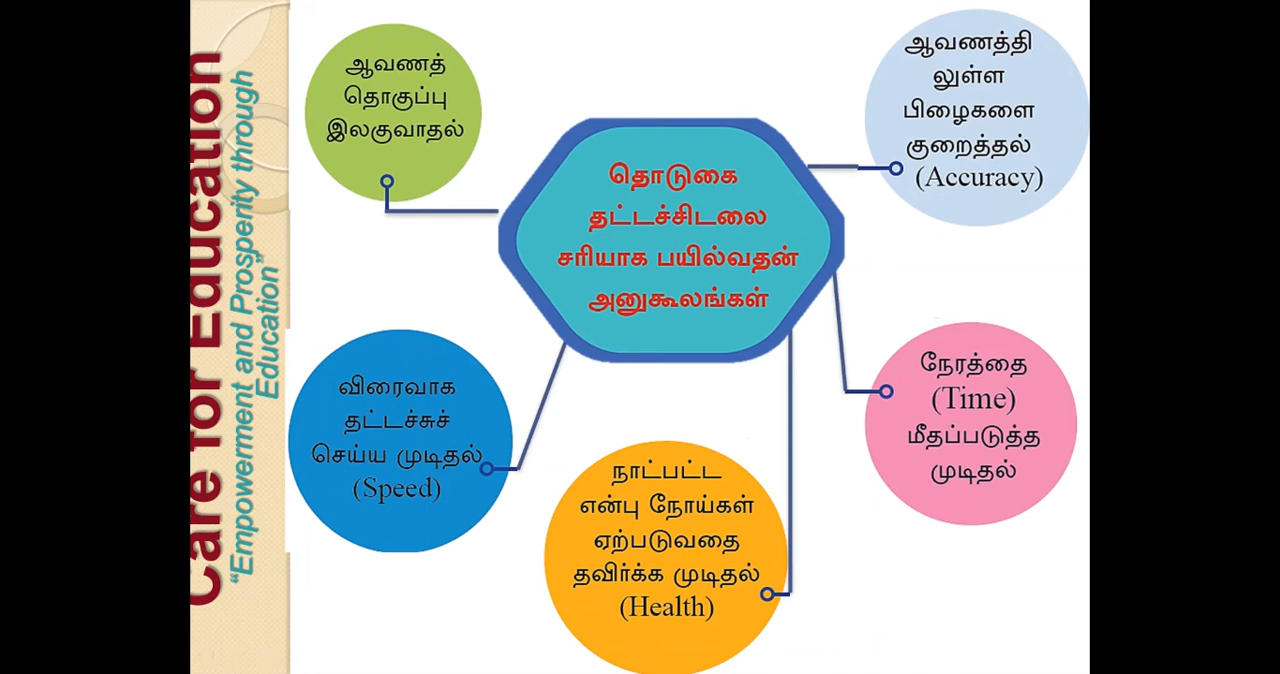 Care for Education
“Empowerment and Prosperity through
Education”
ஆவணத்
தொகுப்பு
இலகுவாதல்
தொடுகை
தட்டச்சிடலை
சரியாக பயில்வதன்
அனுகூலங்கள்
ஆவணத்தி
லுள்ள
பிழைகளை
குறைத்தல்
(Accuracy)
விரைவாக
தட்டச்சுச்
செய்ய முடிதல்
(Speed)
நாட்பட்ட
என்பு நோய்கள்
ஏற்படுவதை
தவிர்க்க முடிதல்
(Health)
நேரத்தை
(Time)
மீதப்படுத்த
முடிதல்